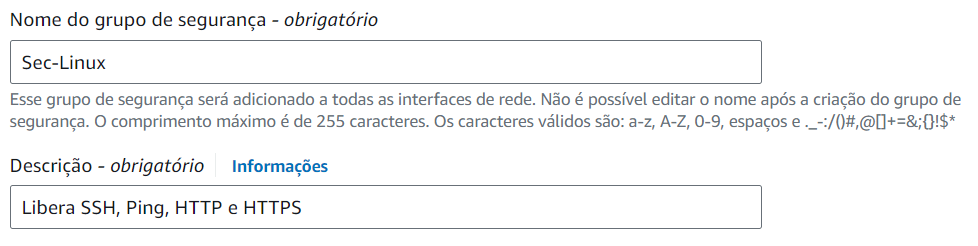 Nome do grupo de segurança - obrigatório
Sec-Linux
Esse grupo de segurança será adicionado a todas as interfaces de rede. Não é possível editar o nome após a criação do grupo de
segurança. O comprimento máximo é de 255 caracteres. Os caracteres válidos são: a-z, A-Z, 0-9, espaços e ._-:/()#,@[]+=&;{}!$*
Descrição - obrigatório Informações
Libera SSH, Ping, HTTP e HTTPS